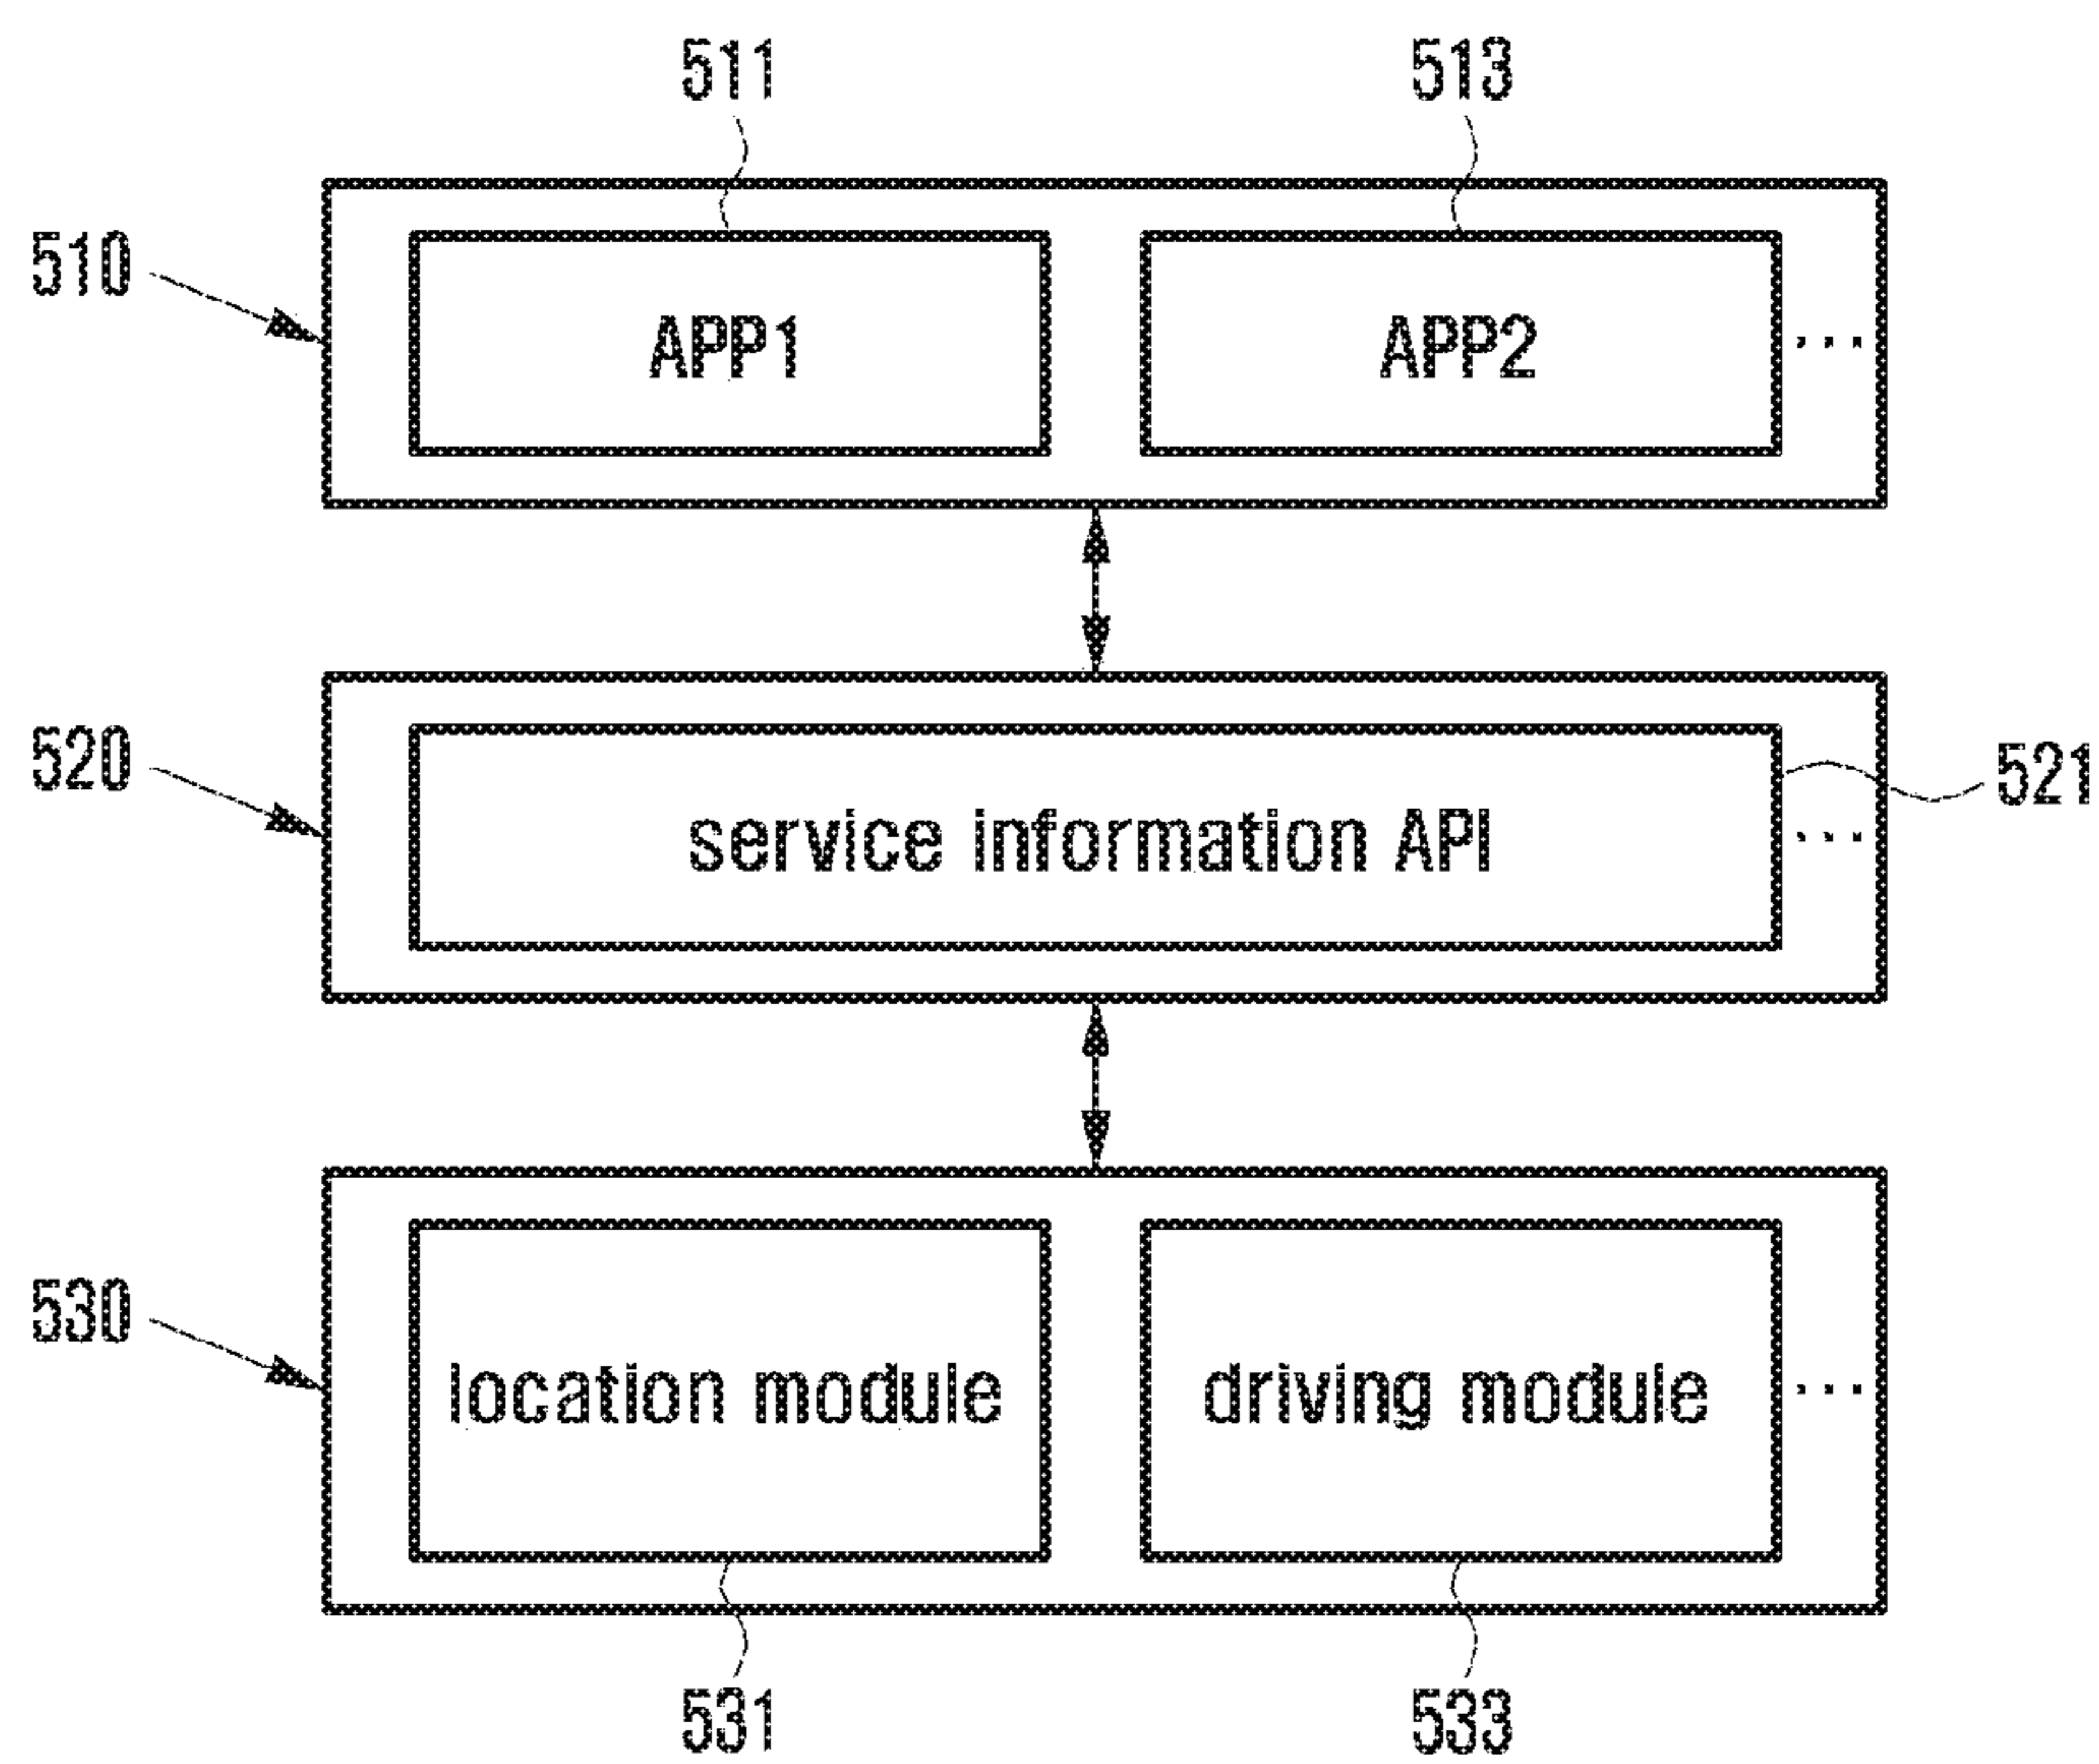 511 513
510
APP1 APP2 ...
520
521
service information API ...
530
location module driving module ...
531 533